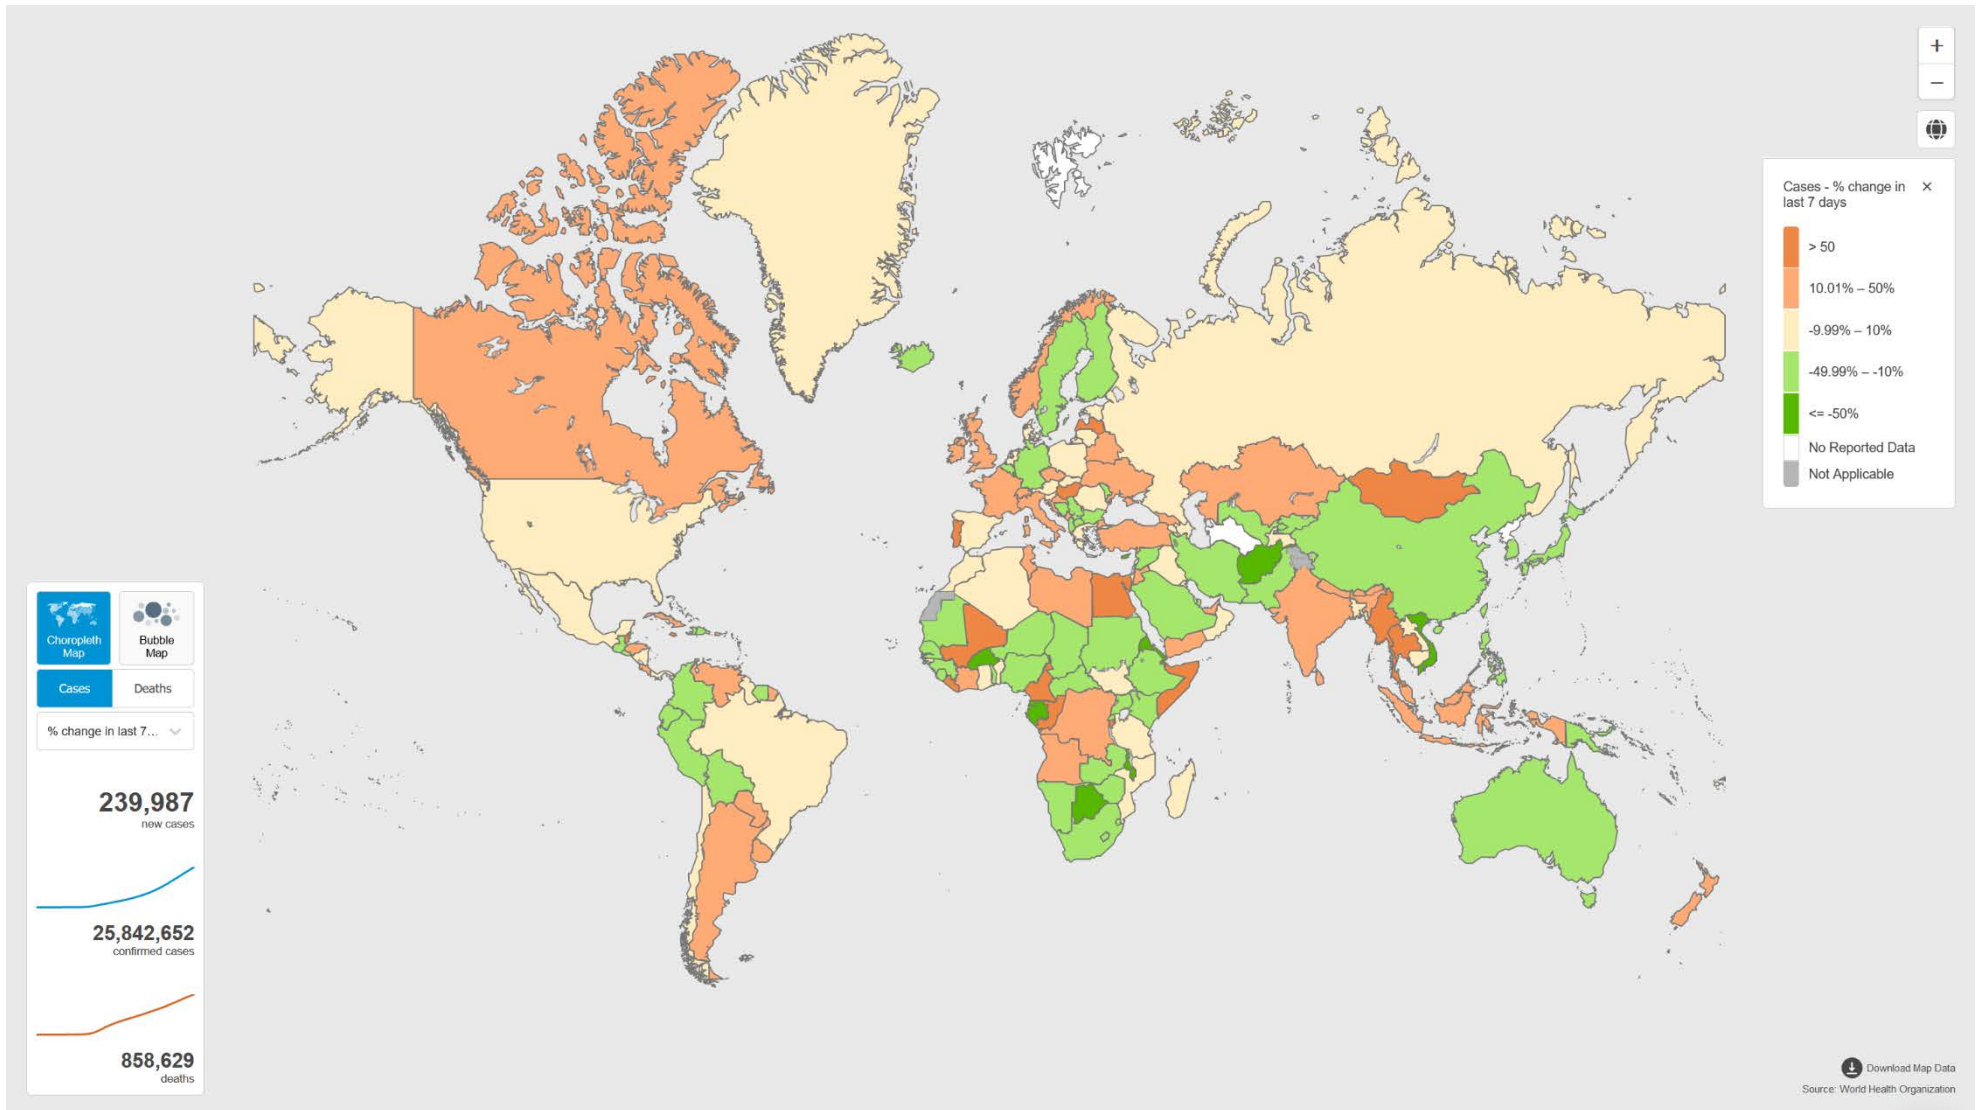 +
−
Cases - % change in ×
last 7 days
> 50
10.01% – 50%
-9.99% – 10%
-49.99% – -10%
<= -50%
No Reported Data
Not Applicable
Choropleth
Map
Bubble
Map
Cases
Deaths
% change in last 7...
239,987
new cases
25,842,652
confirmed cases
858,629
deaths
Download Map Data
Source: World Health Organization